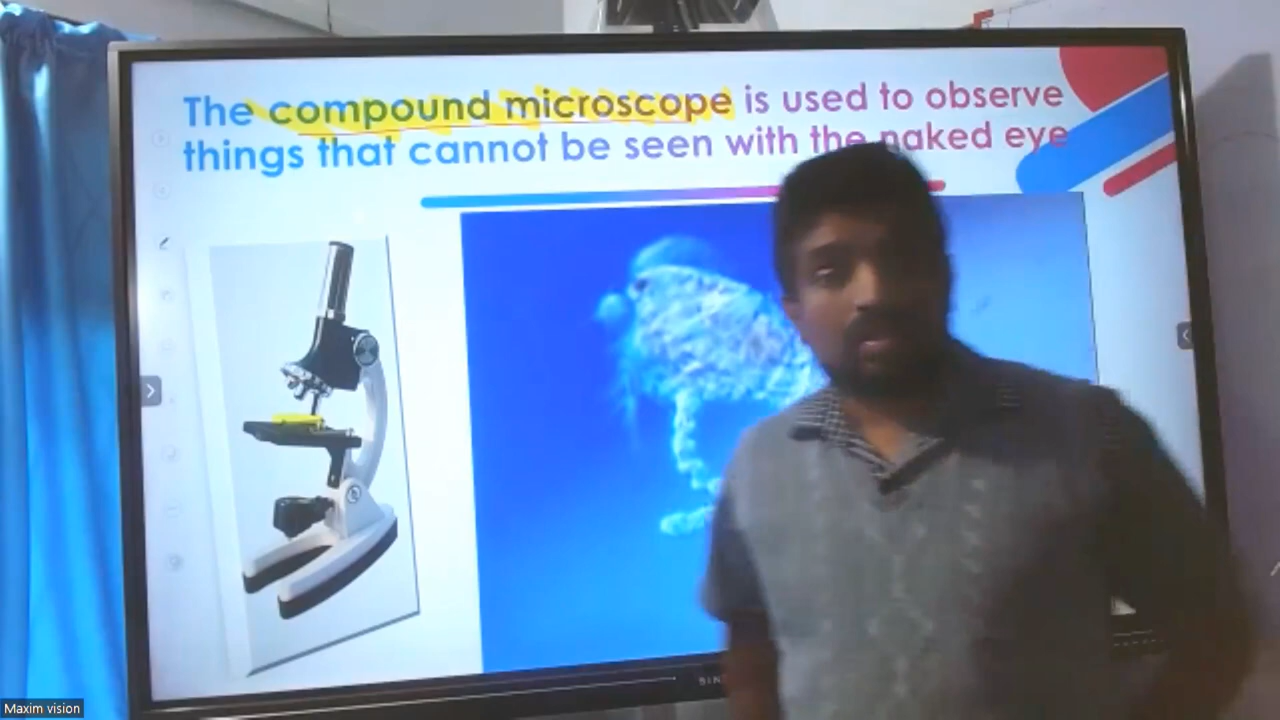 The compound microscope is used to observe
things that cannot be seen with the naked eye
Maxim vision